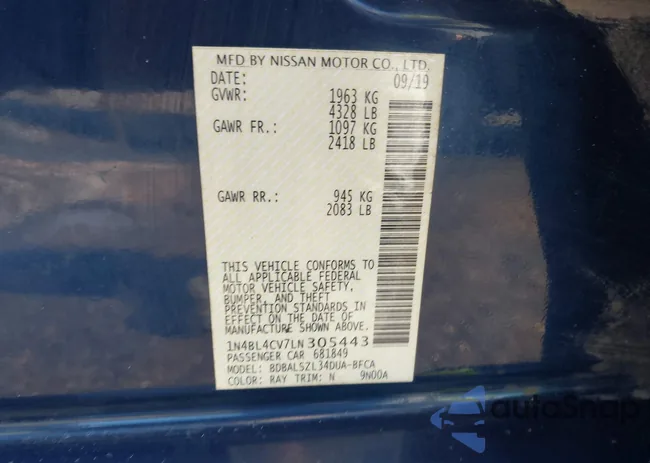 MFD BY NISSAN MOTOR CO., LTD.
DATE: 09/19
GVWR: 1963 KG
4328 LB
GAWR FR.: 1097 KG
2418 LB
GAWR RR.: 945 KG
2083 LB
THIS VEHICLE CONFORMS TO
ALL APPLICABLE FEDERAL
MOTOR VEHICLE SAFETY,
BUMPER, AND THEFT
PREVENTION STANDARDS IN
EFFECT ON THE DATE OF
MANUFACTURE SHOWN ABOVE.
1N4BL4CV7LN305443
PASSENGER CAR 681849
MODEL: BDBALSZL34DUA-BFCA
COLOR: RAY TRIM: N 9N00A
autoSnap